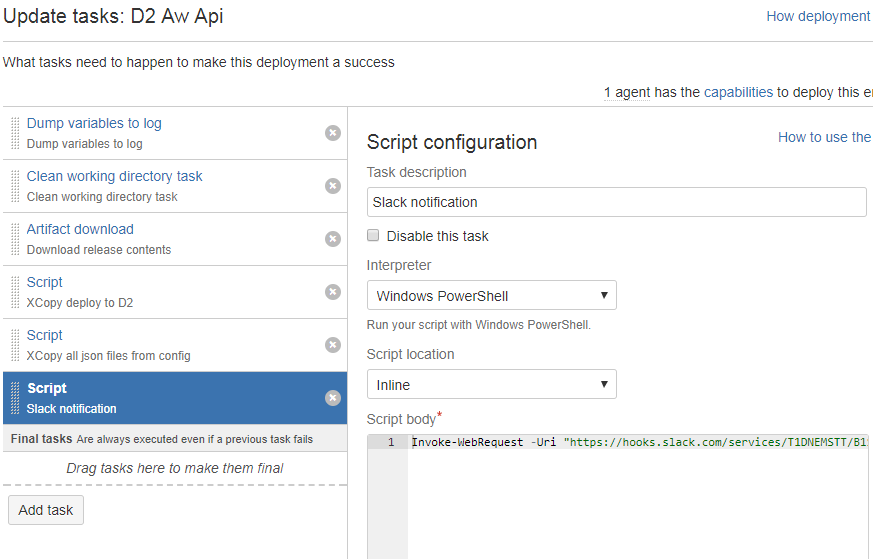 Update tasks: D2 Aw Api
How deployment
What tasks need to happen to make this deployment a success
1 agent has the capabilities to deploy this
Dump variables to log
Dump variables to log
Clean working directory task
Clean working directory task
Artifact download
Download release contents
Script
XCopy deploy to D2
Script
XCopy all json files from config
Script
Slack notification
Final tasks Are always executed even if a previous task fails
Drag tasks here to make them final
Add task
Script configuration
How to use the
Task description
Slack notification
Disable this task
Interpreter
Windows PowerShell
Run your script with Windows PowerShell.
Script location
Inline
Script body*
1 Invoke-WebRequest -Uri "https://hooks.slack.com/services/T1DNEMSTT/B1